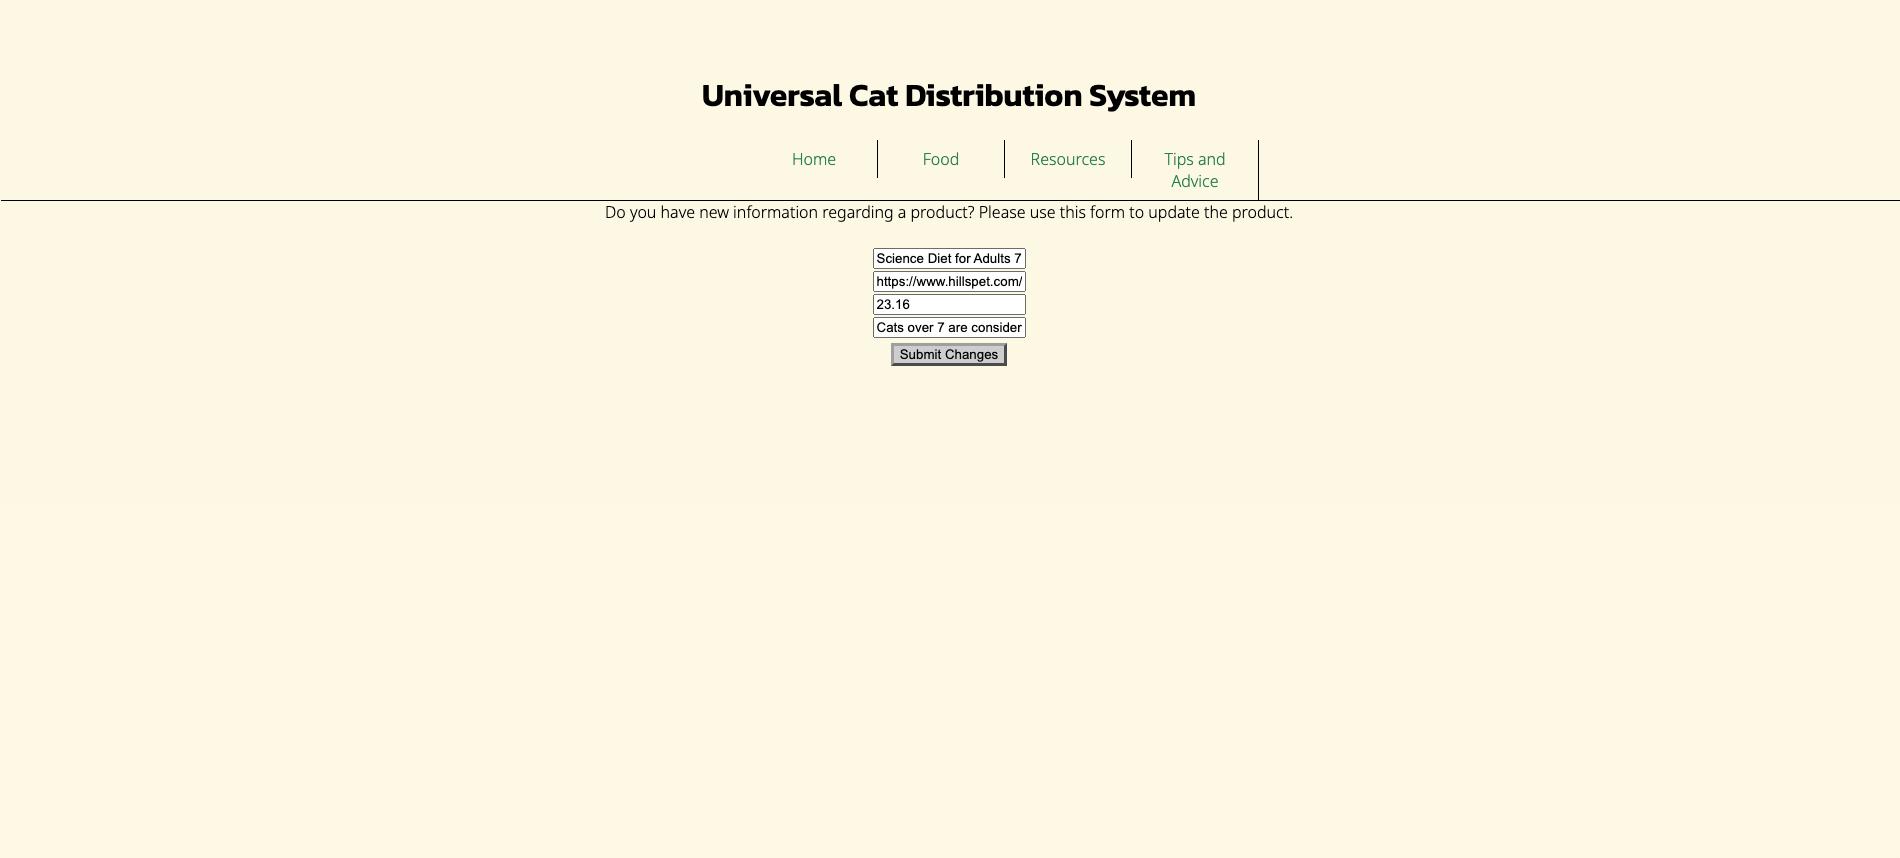 Universal Cat Distribution System
Home
Food
Resources
Tips and
Advice
Do you have new information regarding a product? Please use this form to update the product.
Science Diet for Adults 7
https://www.hillspet.com/
23.16
Cats over 7 are consider
Submit Changes